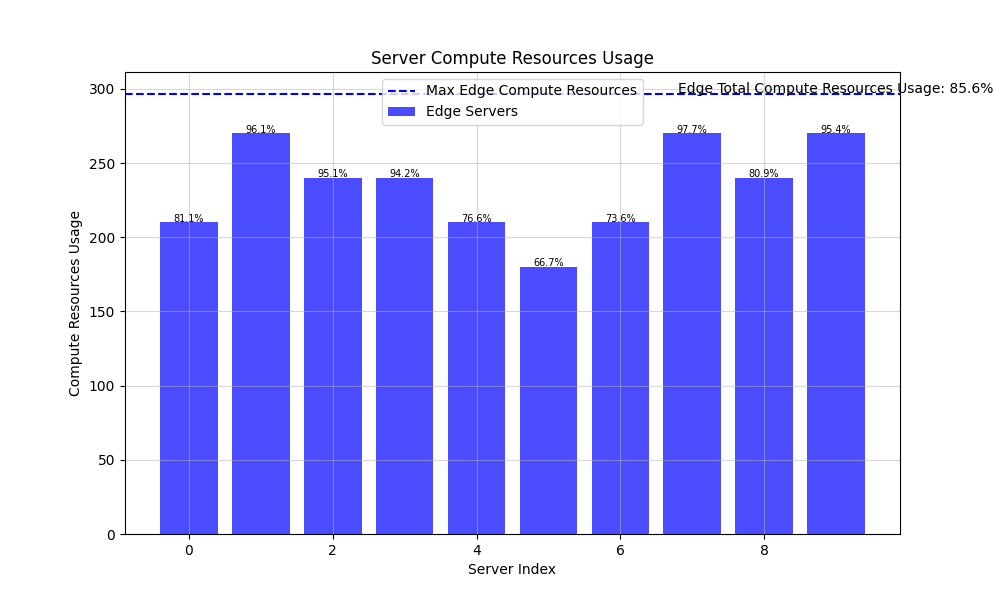 Server Compute Resources Usage
Max Edge Compute Resources
Edge Servers
Edge Total Compute Resources Usage: 85.6%
Compute Resources Usage
300
250
200
150
100
50
0
81.1%
96.1%
95.1%
94.2%
76.6%
66.7%
73.6%
97.7%
80.9%
95.4%
0 2 4 6 8
Server Index